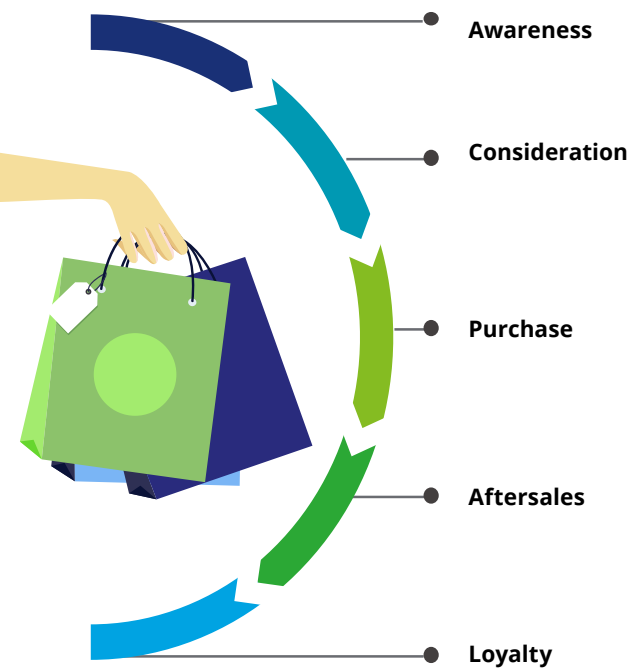 Awareness
Consideration
Purchase
Aftersales
Loyalty